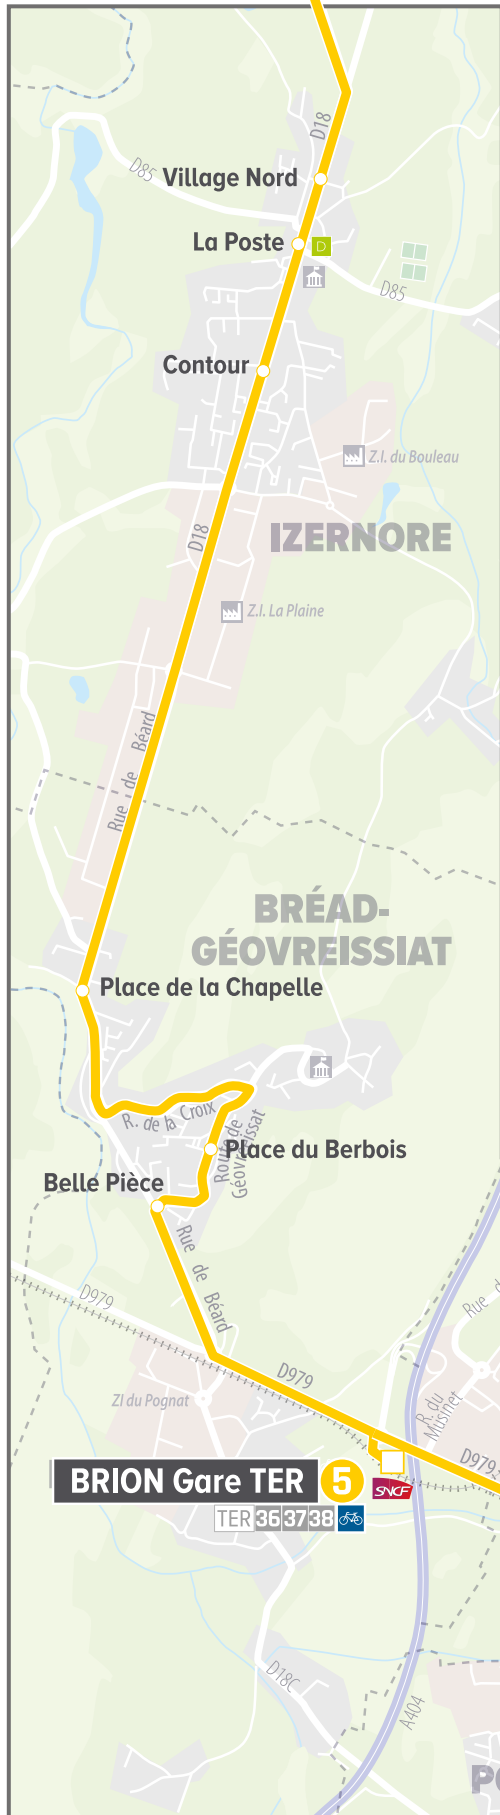 D18
D85
Village Nord
La Poste
D
D85
Contour
Z.I. du Bouleau
IZERNORE
D18
Z.I. La Plaine
Rue de Béard
BRÉAD-
GÉOVREISSIAT
Place de la Chapelle
R. de la Croix
Route de
Géovreissiat
Place du Berbois
Belle Pièce
Rue de Béard
D979
Rue d
D979
R. du
Musinet
ZI du Pognat
D979
BRION Gare TER 5
SNCF
TER 36 37 38
D18C
A404
PO